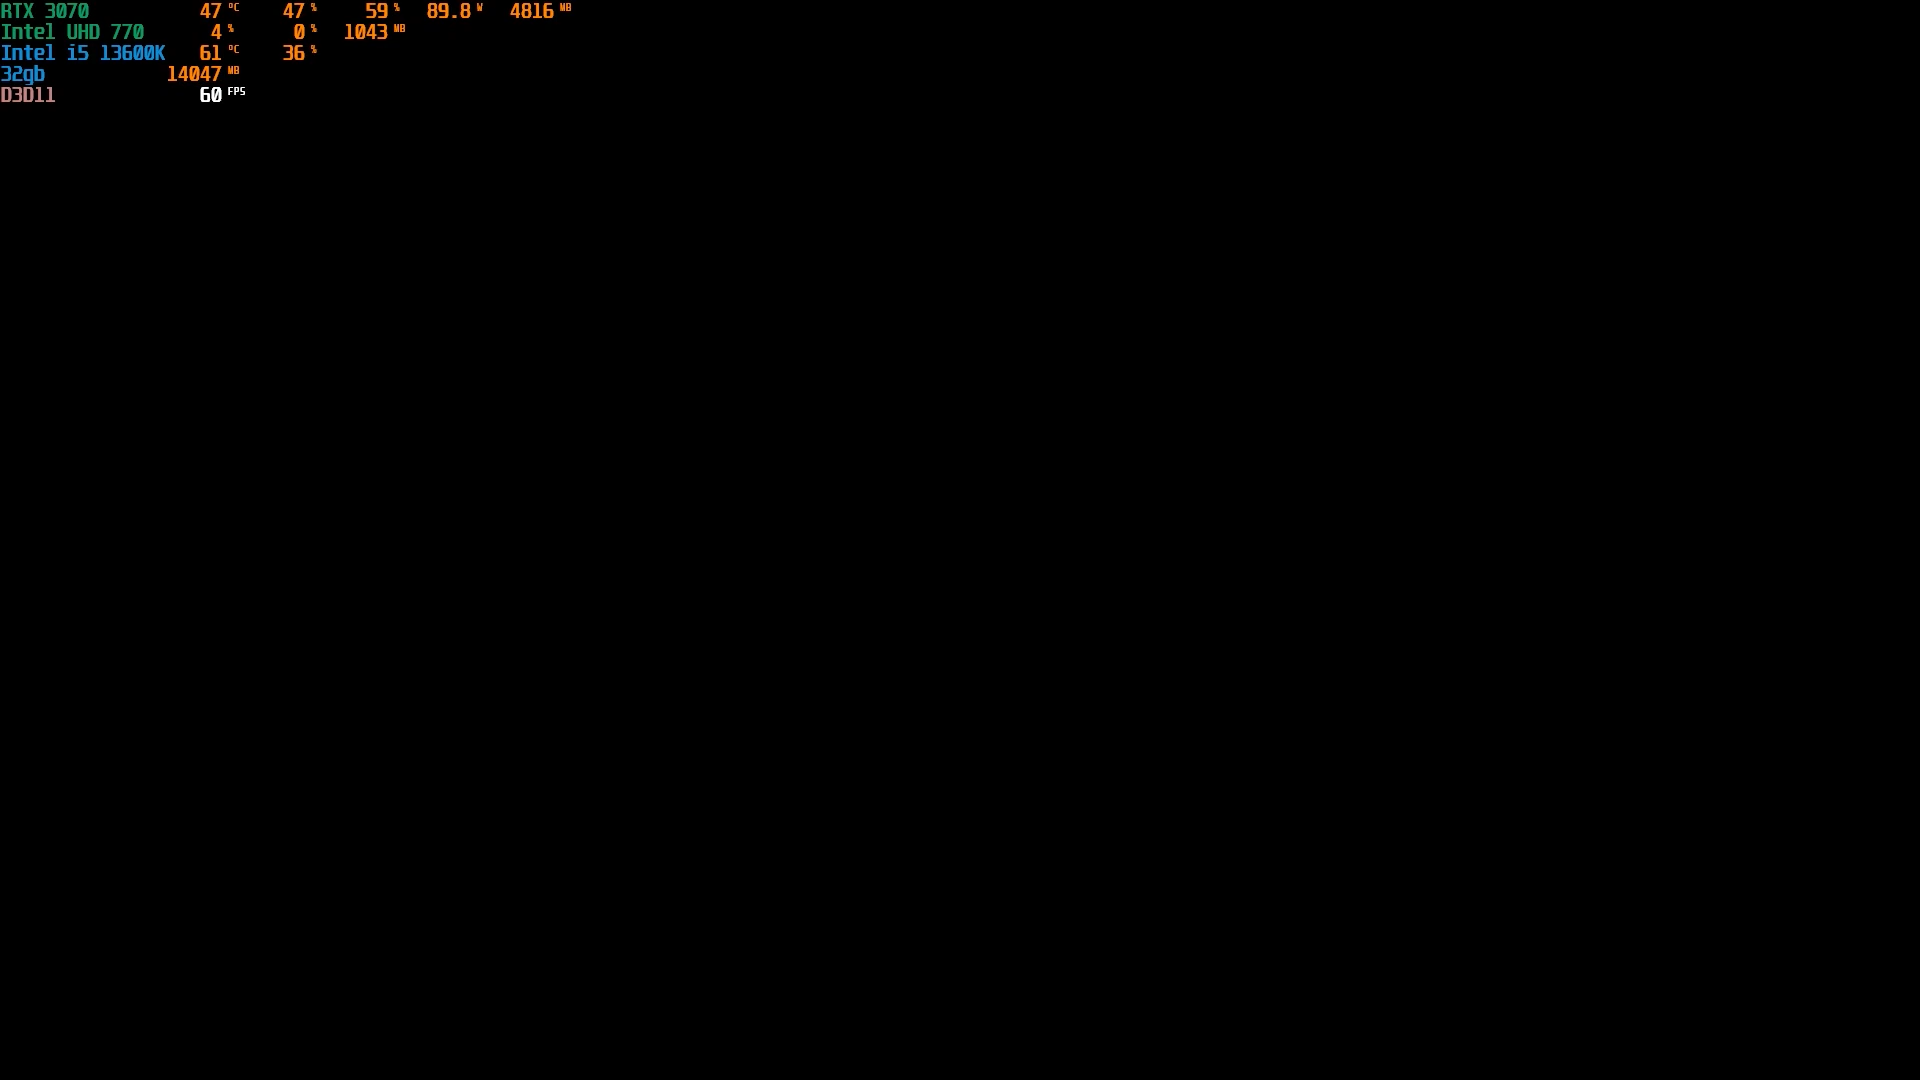 RTX 3070 47 °C 47 % 59 % 89.8 W 4816 MB
Intel UHD 770 4 % 0 % 1043 MB
Intel i5 13600K 61 °C 36 %
32gb 14047 MB
D3D11 60 FPS